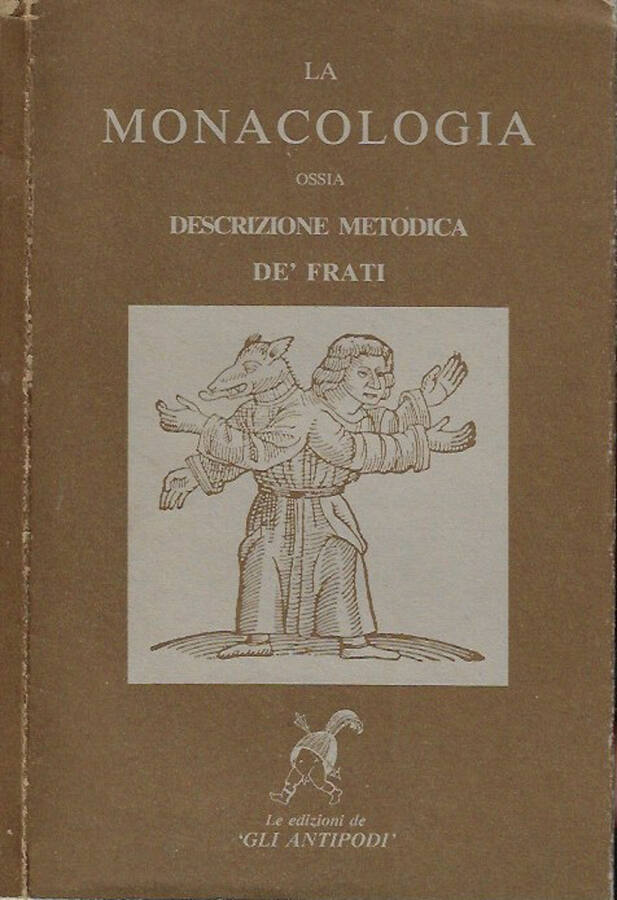 LA
MONACOLOGIA
OSSIA
DESCRIZIONE METODICA
DE' FRATI
Le edizioni de
'GLI ANTIPODI'